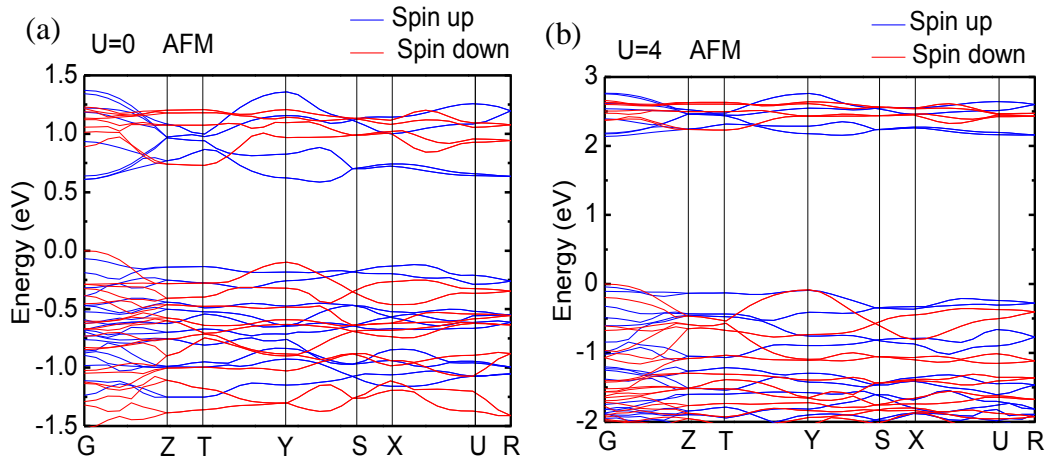 (a) U=0 AFM
Spin up
Spin down
Energy (eV)
1.5
1.0
0.5
0.0
-0.5
-1.0
-1.5
G Z T Y S X U R
(b) U=4 AFM
Spin up
Spin down
Energy (eV)
3
2
1
0
-1
-2
G Z T Y S X U R